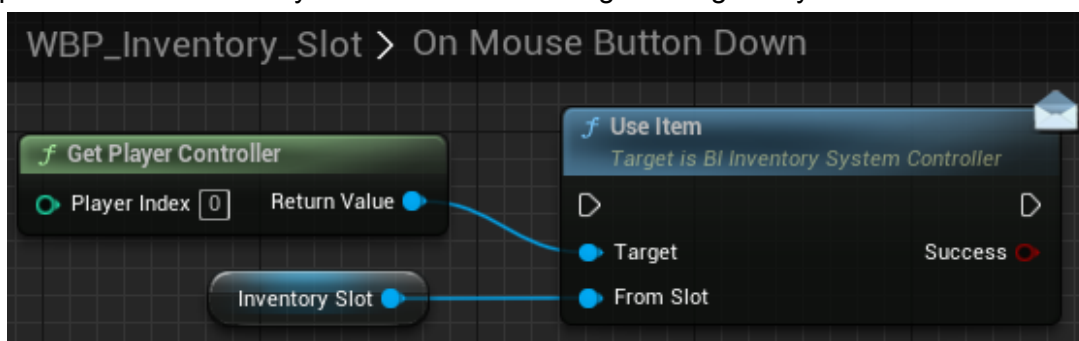 WBP_Inventory_Slot > On Mouse Button Down
f Use Item
Target is BI Inventory System Controller
f Get Player Controller
Player Index 0 Return Value
Target Success
Inventory Slot
From Slot